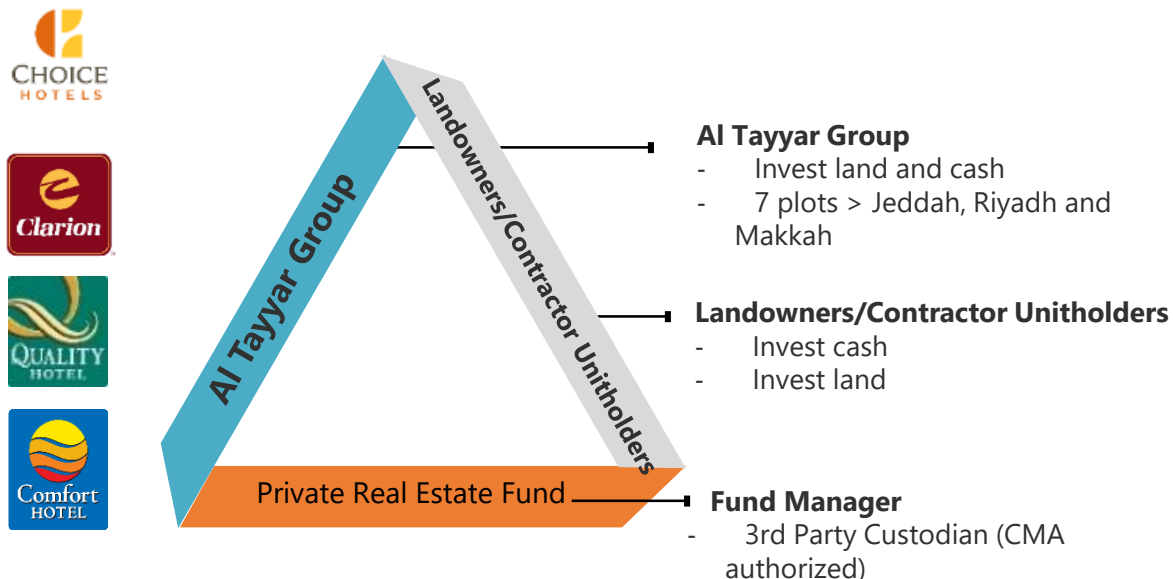 CHOICE
HOTELS
Clarion
QUALITY
HOTEL
Comfort
HOTEL
Al Tayyar Group
Landowners/Contractor Unitholders
Private Real Estate Fund
Al Tayyar Group
- Invest land and cash
- 7 plots > Jeddah, Riyadh and
Makkah
Landowners/Contractor Unitholders
- Invest cash
- Invest land
Fund Manager
- 3rd Party Custodian (CMA
authorized)